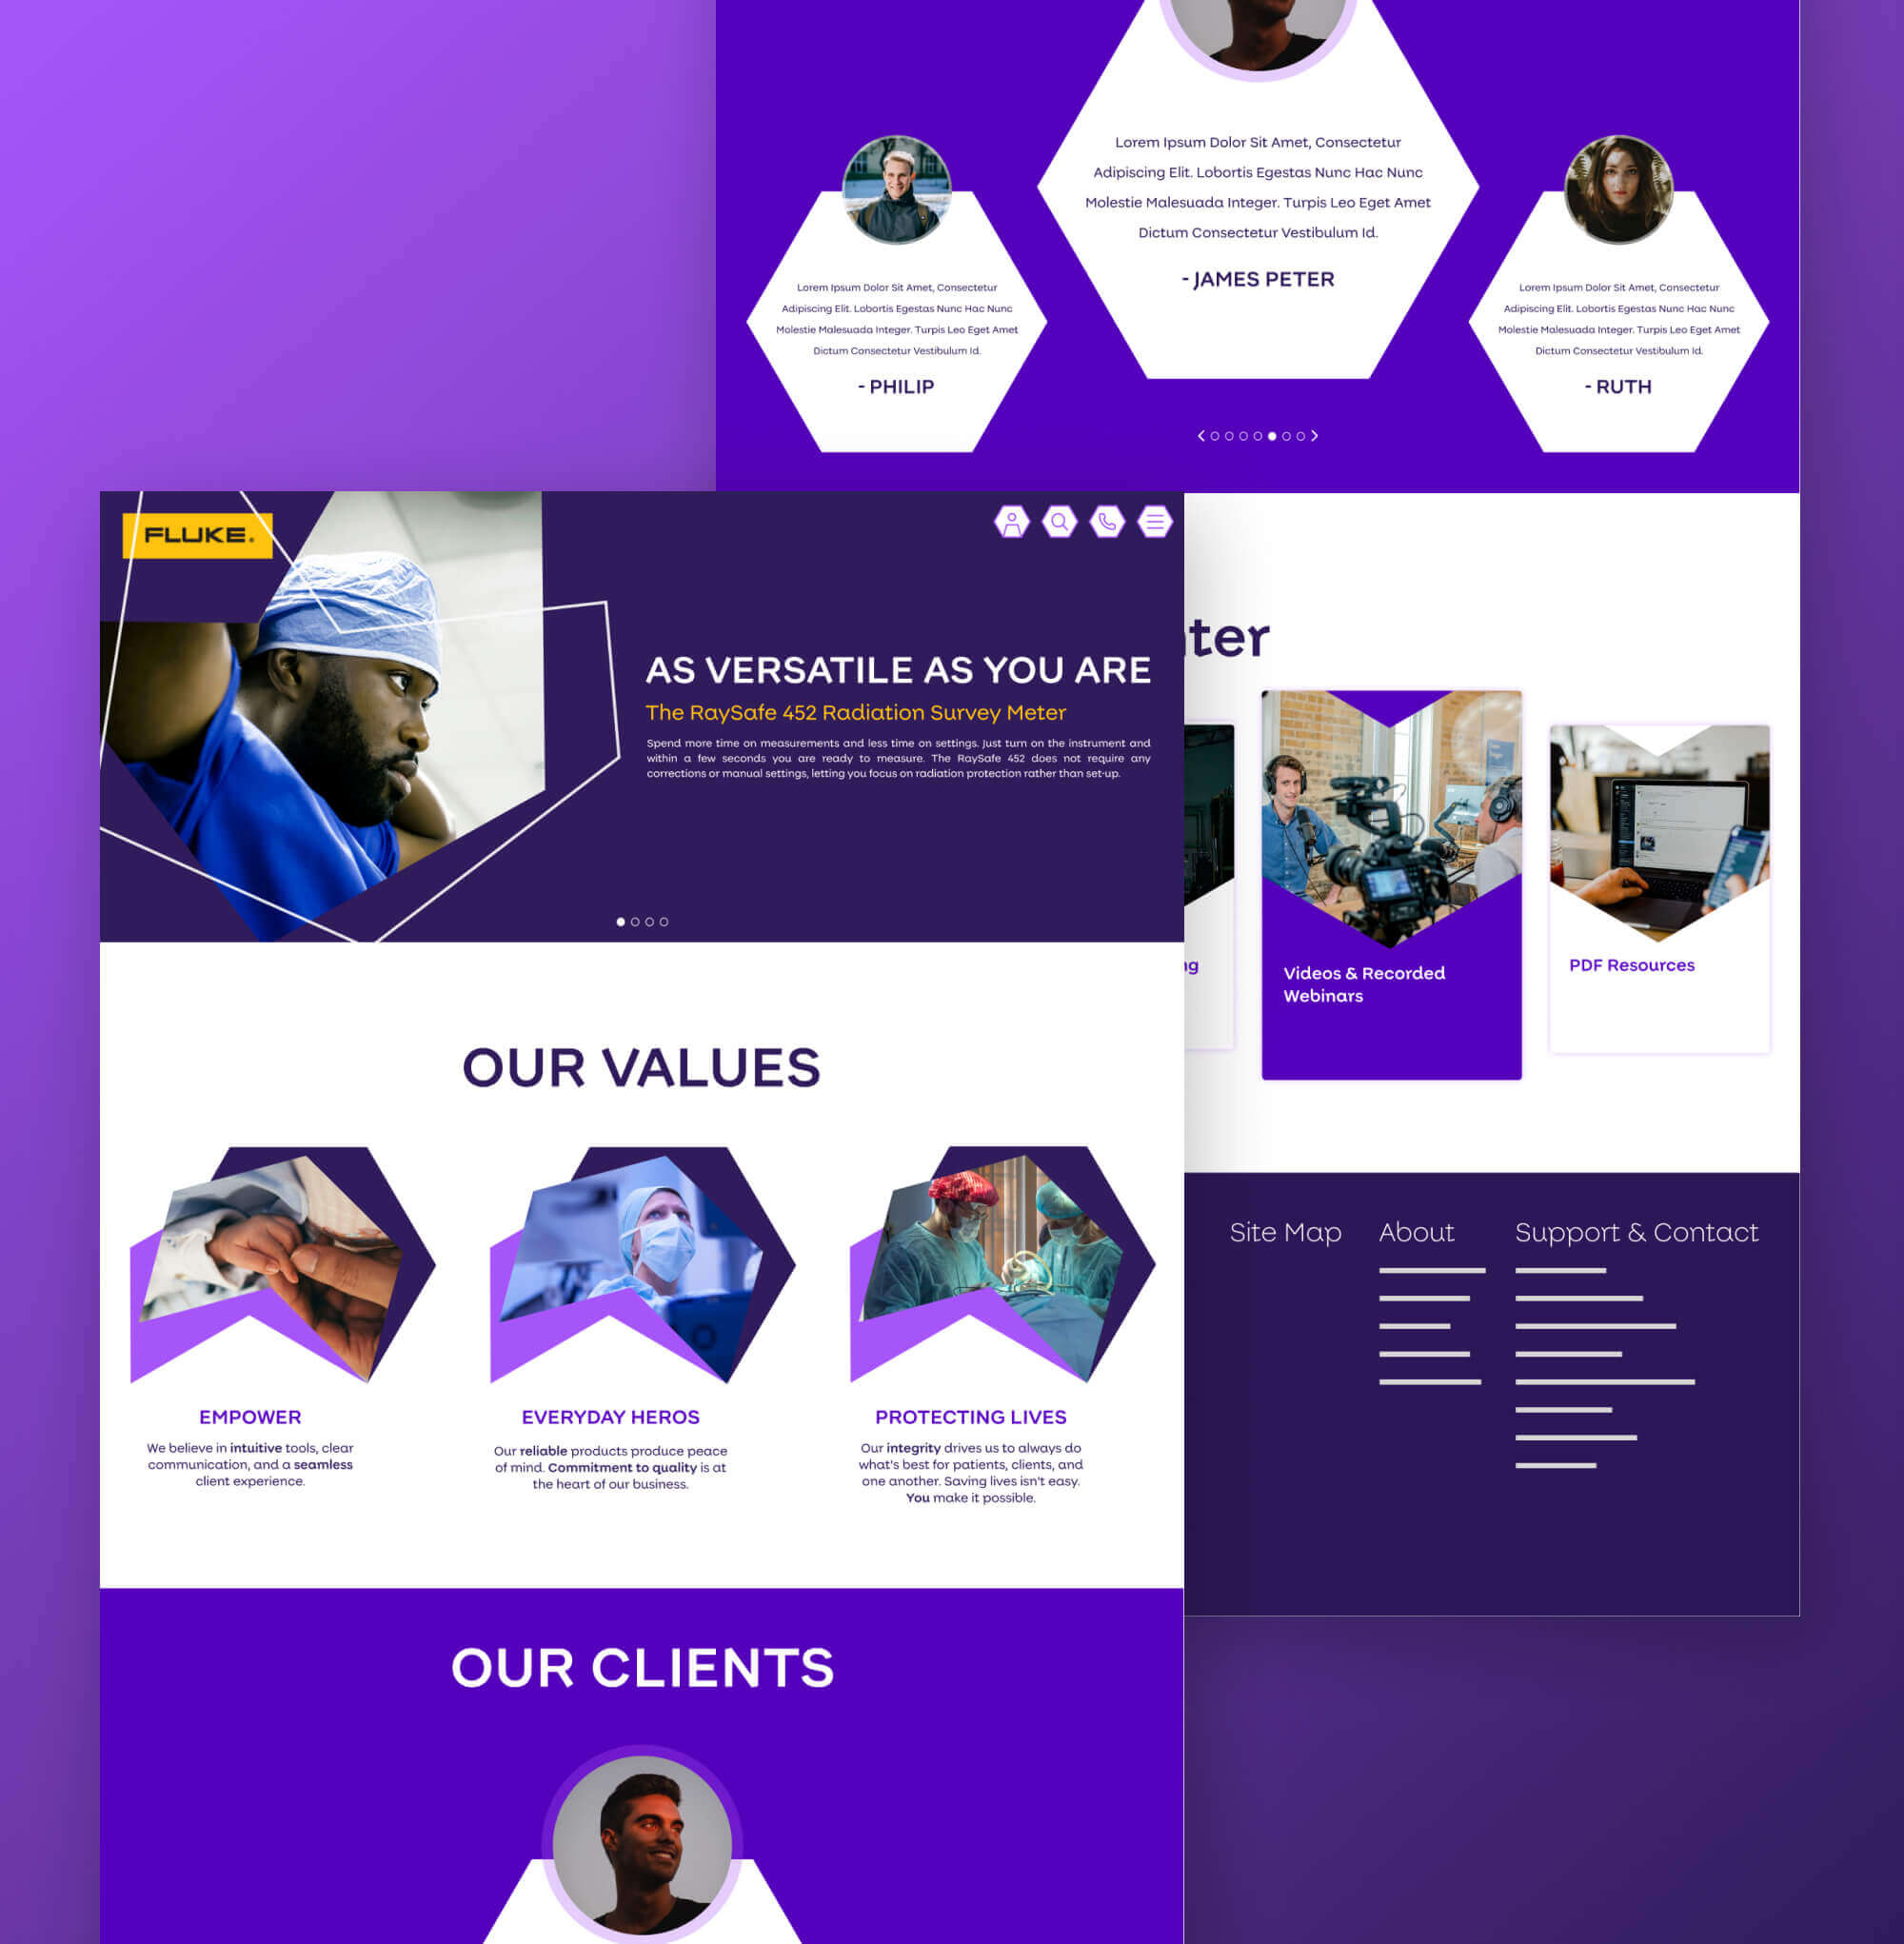 Lorem Ipsum Dolor Sit Amet, Consectetur
Adipiscing Elit. Lobortis Egestas Nunc Hac Nunc
Molestie Malesuada Integer. Turpis Leo Eget Amet
Dictum Consectetur Vestibulum Id.
- JAMES PETER
Lorem Ipsum Dolor Sit Amet, Consectetur
Adipiscing Elit. Lobortis Egestas Nunc Hac Nunc
Molestie Malesuada Integer. Turpis Leo Eget Amet
Dictum Consectetur Vestibulum Id.
- PHILIP
Lorem Ipsum Dolor Sit Amet, Consectetur
Adipiscing Elit. Lobortis Egestas Nunc Hac Nunc
Molestie Malesuada Integer. Turpis Leo Eget Amet
Dictum Consectetur Vestibulum Id.
- RUTH
FLUKE.
AS VERSATILE AS YOU ARE
The RaySafe 452 Radiation Survey Meter
Spend more time on measurements and less time on settings. Just turn on the instrument and
within a few seconds you are ready to measure. The RaySafe 452 does not require any
corrections or manual settings, letting you focus on radiation protection rather than set-up.
OUR VALUES
EMPOWER
We believe in intuitive tools, clear
communication, and a seamless
client experience.
EVERYDAY HEROS
Our reliable products produce peace
of mind. Commitment to quality is at
the heart of our business.
PROTECTING LIVES
Our integrity drives us to always do
what's best for patients, clients, and
one another. Saving lives isn't easy.
You make it possible.
OUR CLIENTS
ter
ng
Videos & Recorded
Webinars
PDF Resources
Site Map
About
Support & Contact